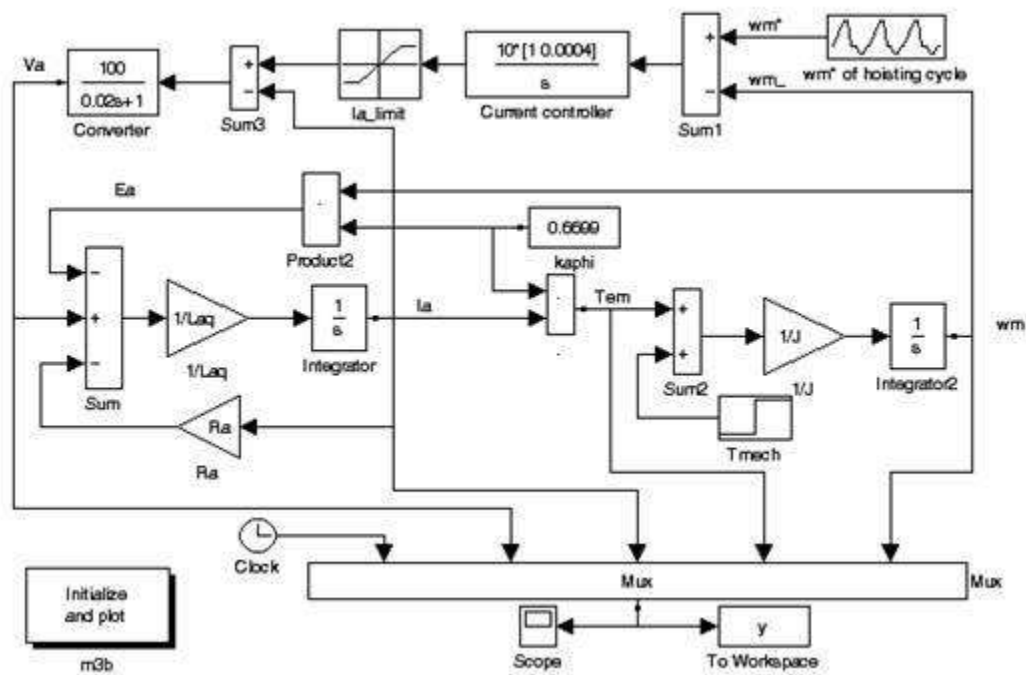 wm*
wm* of hoisting cycle
wm_
+
−
Sum1
10* [1 0.0004]
s
Current controller
Ia_limit
+
−
Sum3
100
0.02s+1
Converter
Va
Ea
Product2
0.6699
kaphi
−
+
−
Sum
1/Laq
1/Laq
1
s
Integrator
Ia
Tem
+
+
Sum2
1/J
1/J
1
s
Integrator2
wm
Ra
Ra
Tmech
Clock
Mux
Mux
Initialize
and plot
m3b
Scope
y
To Workspace